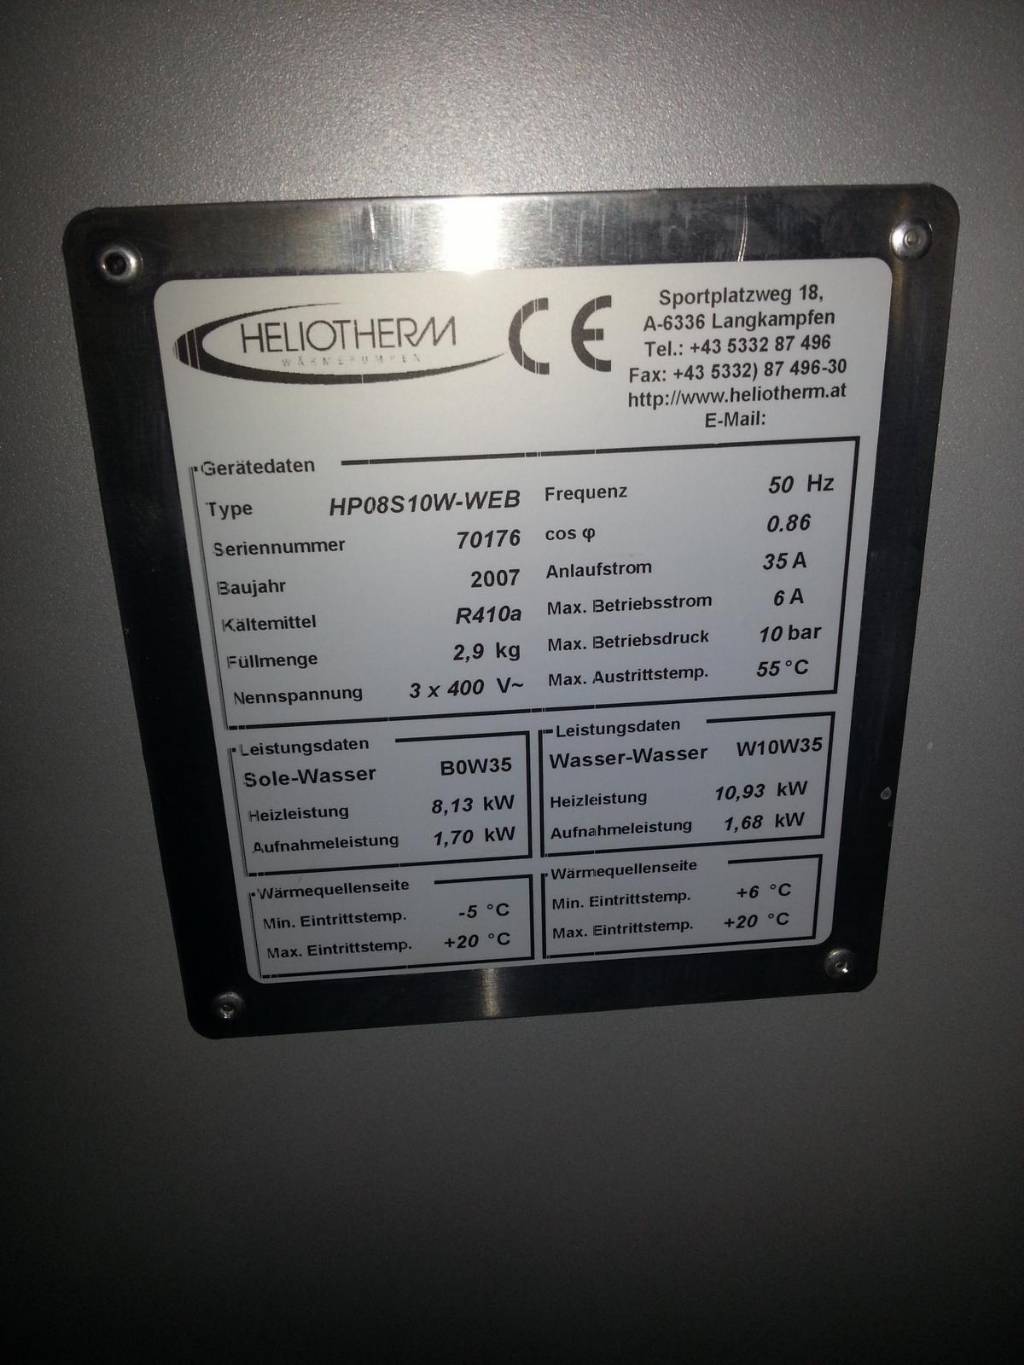 HELIOTHERM
WÄRMEPUMPEN
CE
Sportplatzweg 18,
A-6336 Langkampfen
Tel.: +43 5332 87 496
Fax: +43 5332) 87 496-30
http://www.heliotherm.at
E-Mail:
Gerätedaten
Type HP08S10W-WEB
Seriennummer 70176
Baujahr 2007
Kältemittel R410a
Füllmenge 2,9 kg
Nennspannung 3 x 400 V~
Frequenz 50 Hz
cos φ 0.86
Anlaufstrom 35 A
Max. Betriebsstrom 6 A
Max. Betriebsdruck 10 bar
Max. Austrittstemp. 55 °C
Leistungsdaten
Sole-Wasser B0W35
Heizleistung 8,13 kW
Aufnahmeleistung 1,70 kW
Leistungsdaten
Wasser-Wasser W10W35
Heizleistung 10,93 kW
Aufnahmeleistung 1,68 kW
Wärmequellenseite
Min. Eintrittstemp. -5 °C
Max. Eintrittstemp. +20 °C
Wärmequellenseite
Min. Eintrittstemp. +6 °C
Max. Eintrittstemp. +20 °C